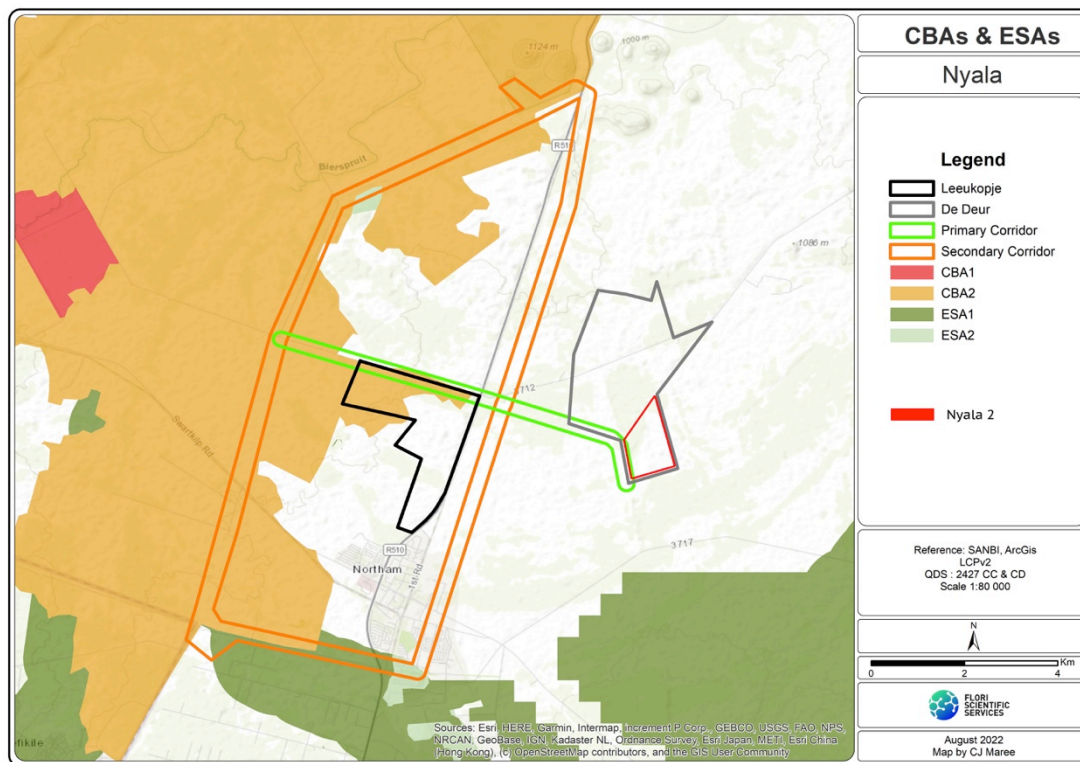 CBAs & ESAs
Nyala
Legend
Leeukopje
De Deur
Primary Corridor
Secondary Corridor
CBA1
CBA2
ESA1
ESA2
Nyala 2
Reference: SANBI, ArcGis
LCPv2
QDS : 2427 CC & CD
Scale 1:80 000
N
Km
0 2 4
FLORI
SCIENTIFIC
SERVICES
August 2022
Map by CJ Maree
1124 m
1000 m
R510
Bierspruit
1086 m
3712
Swartklip Rd
3717
R510
Northam
1st Rd
Sources: Esri, HERE, Garmin, Intermap, increment P Corp., GEBCO, USGS, FAO, NPS,
NRCAN, GeoBase, IGN, Kadaster NL, Ordnance Survey, Esri Japan, METI, Esri China
(Hong Kong), (c) OpenStreetMap contributors, and the GIS User Community